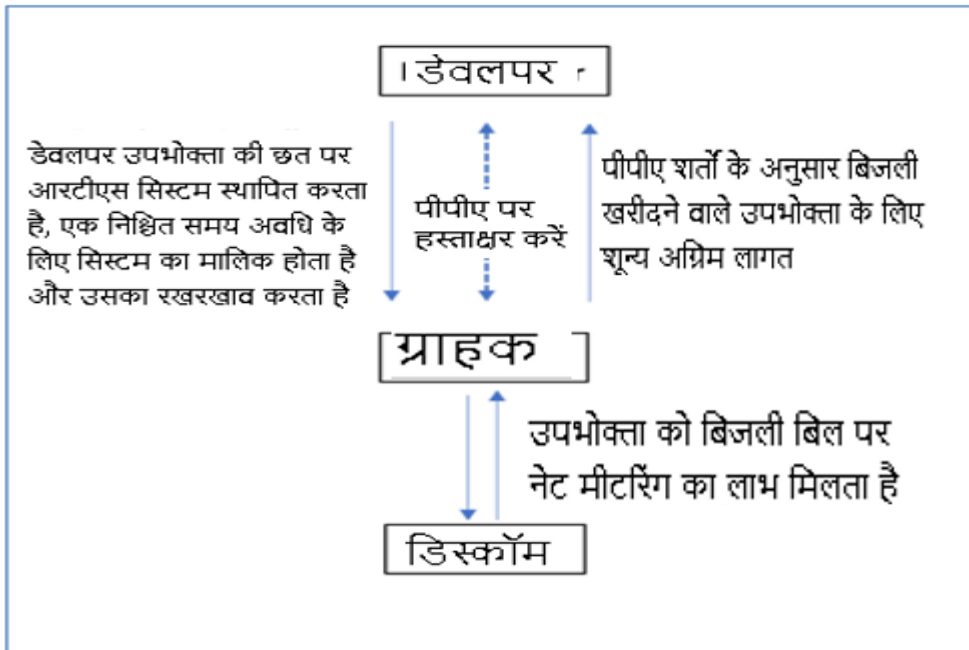 डेवलपर
डेवलपर उपभोक्ता की छत पर
आरटीएस सिस्टम स्थापित करता
है, एक निश्चित समय अवधि के
लिए सिस्टम का मालिक होता है
और उसका रखरखाव करता है
पीपीए पर
हस्ताक्षर करें
पीपीए शर्तों के अनुसार बिजली
खरीदने वाले उपभोक्ता के लिए
शून्य अग्रिम लागत
ग्राहक
उपभोक्ता को बिजली बिल पर
नेट मीटरिंग का लाभ मिलता है
डिस्कॉम